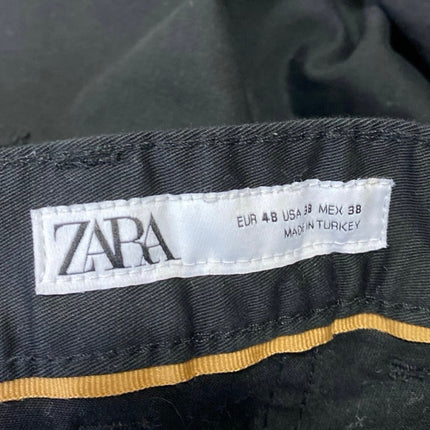 ZARA
EUR 48 USA 38 MEX 38
MADE IN TURKEY